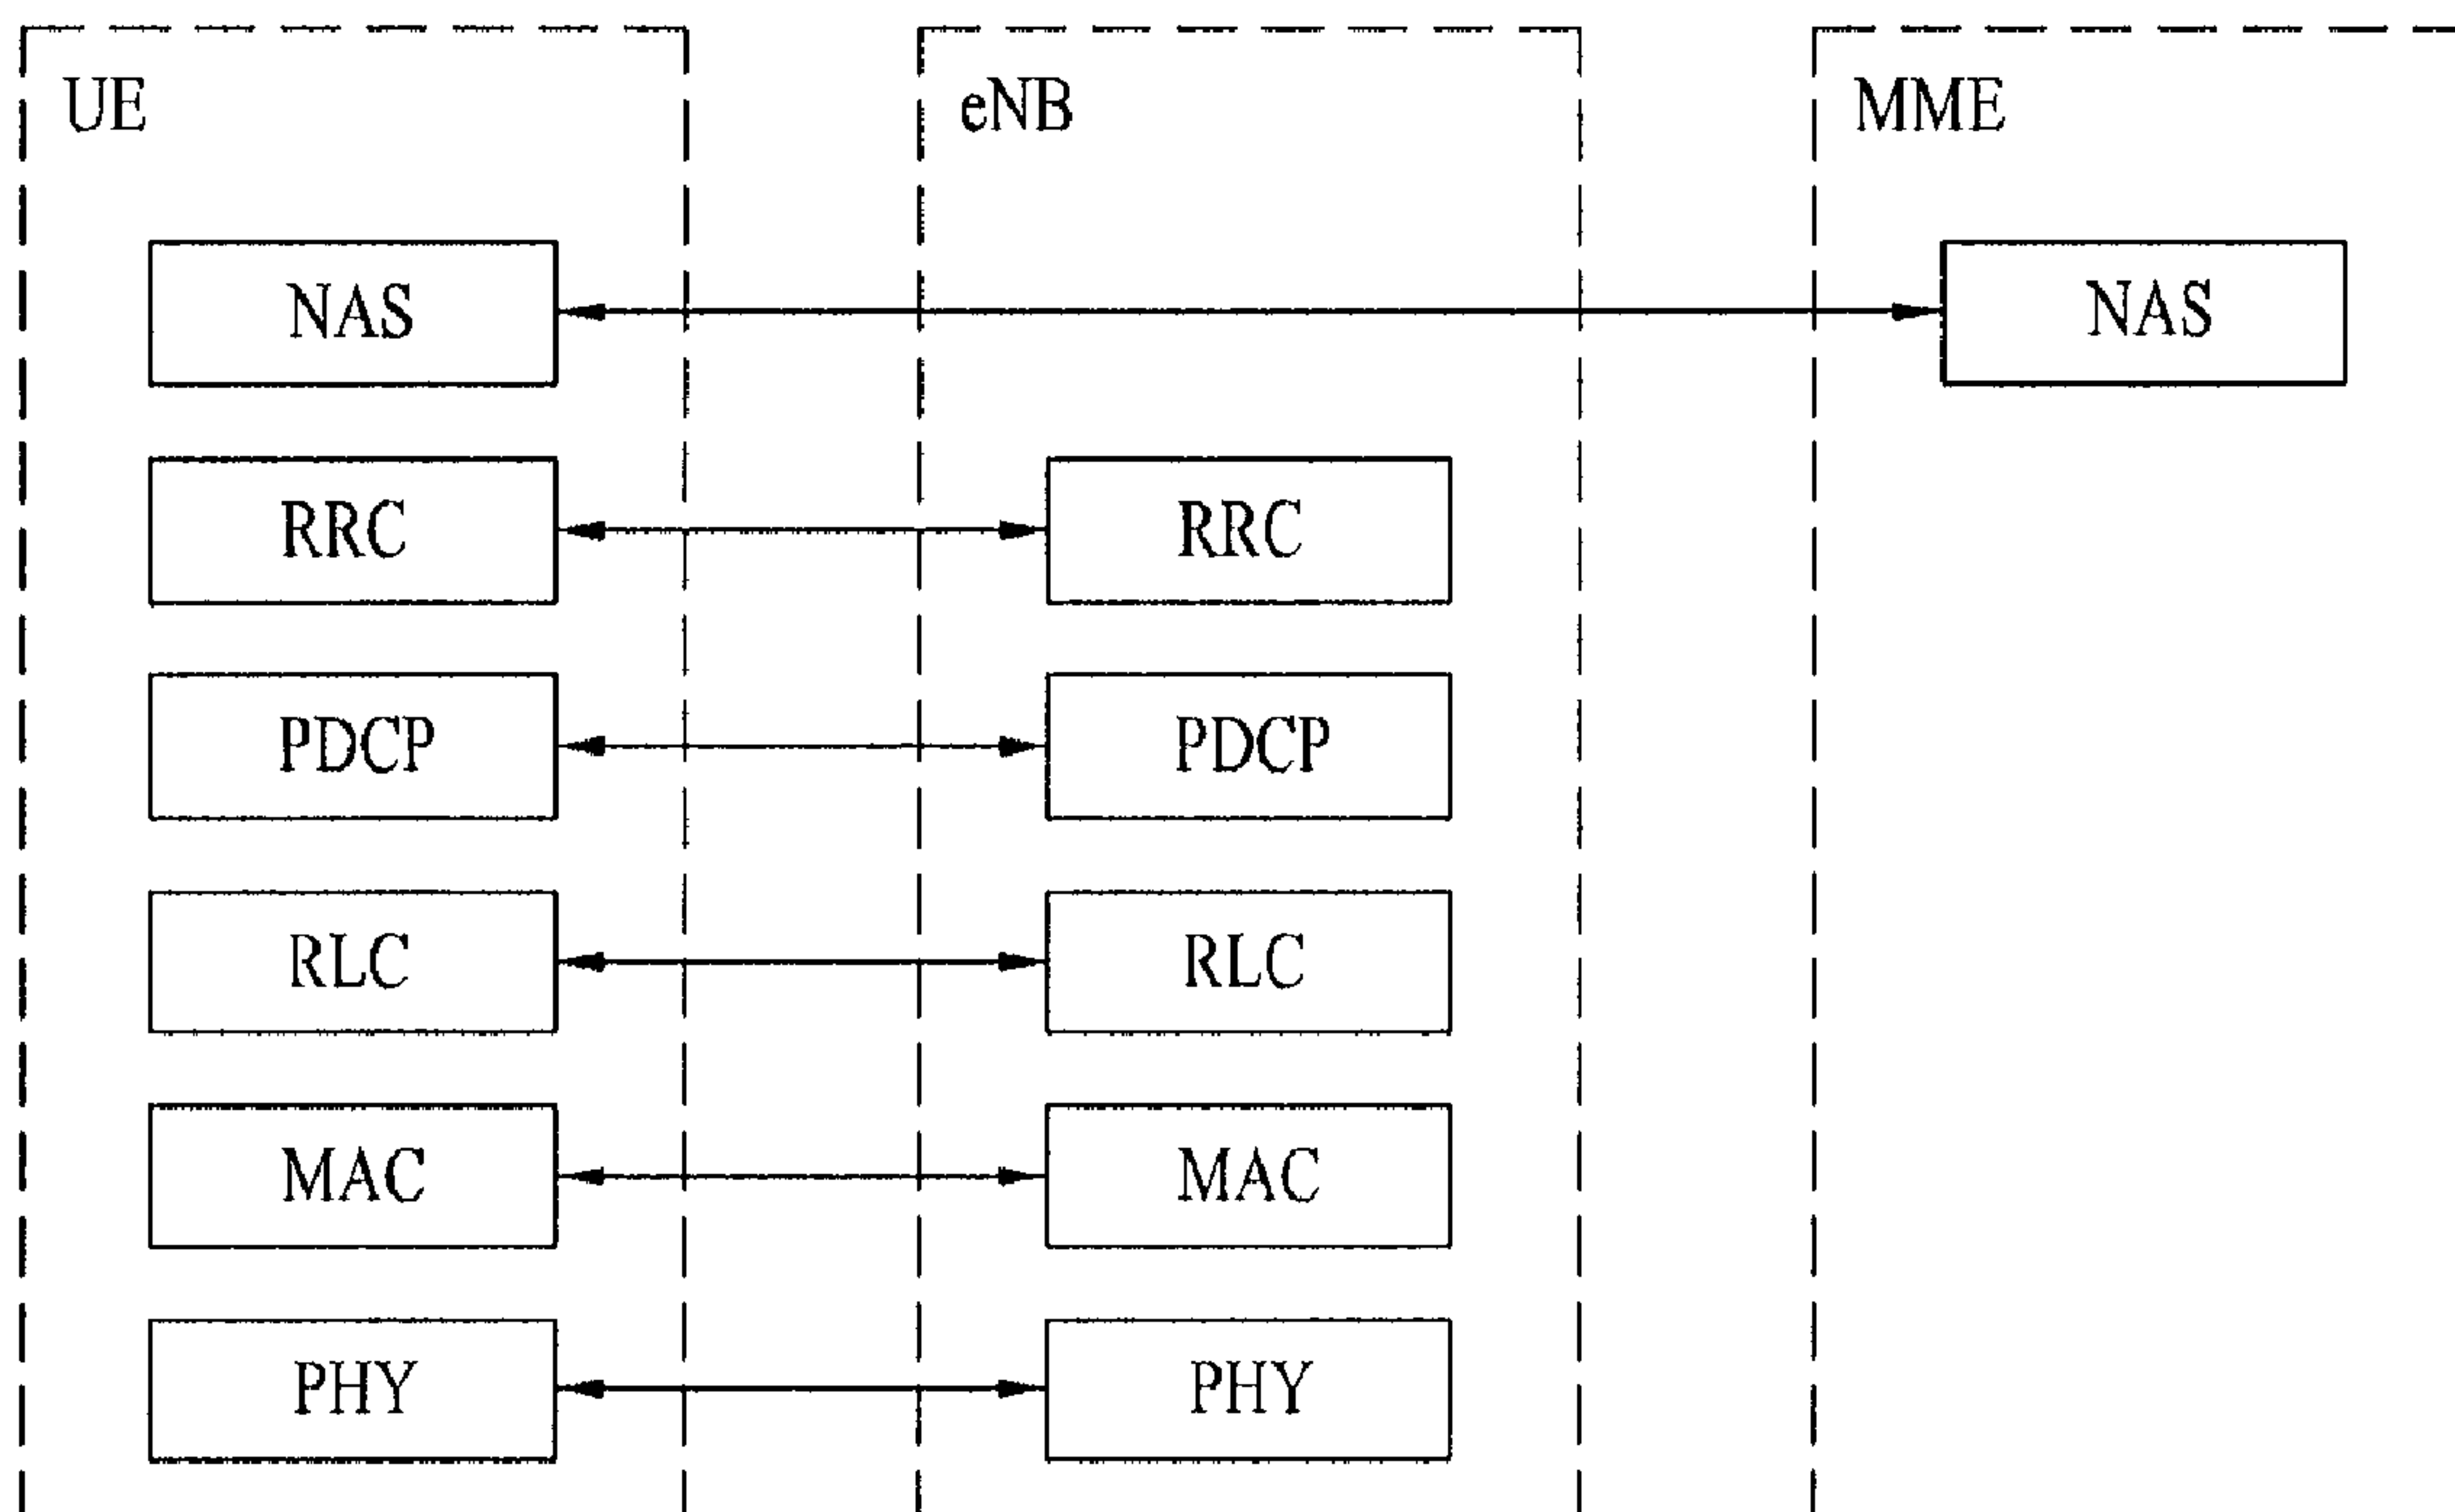 UE eNB MME
NAS NAS
RRC RRC
PDCP PDCP
RLC RLC
MAC MAC
PHY PHY